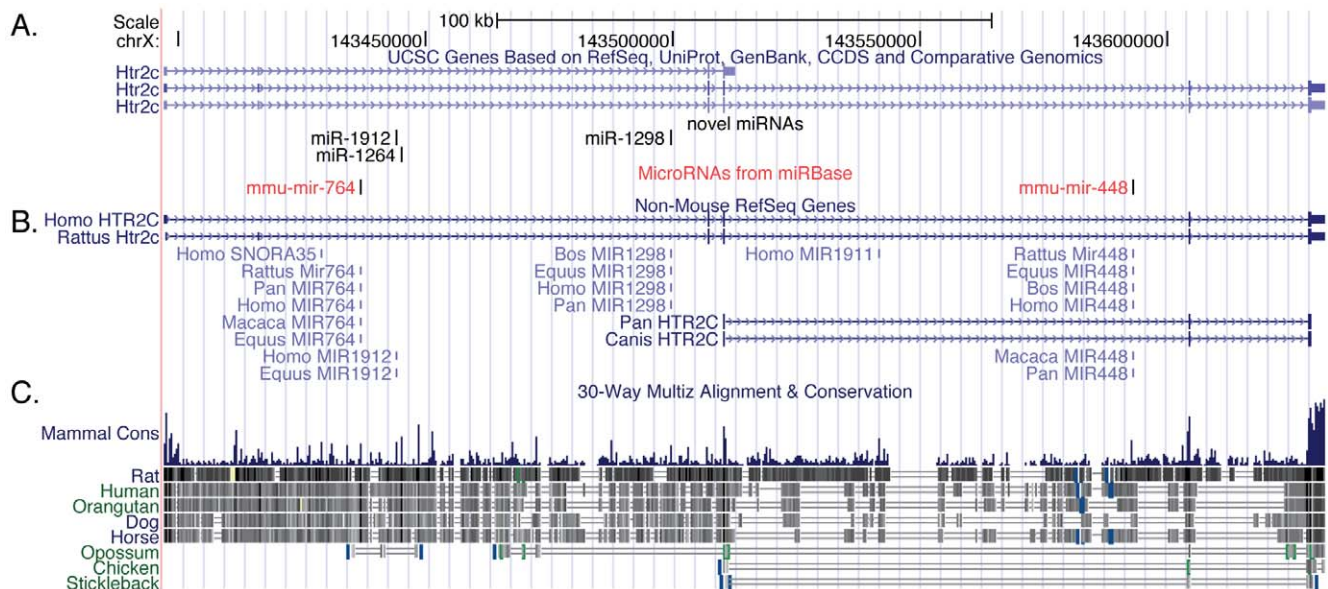 A.
Scale 100 kb
chrX: 143450000 143500000 143550000 143600000
UCSC Genes Based on RefSeq, UniProt, GenBank, CCDS and Comparative Genomics
Htr2c
Htr2c
Htr2c
novel miRNAs
miR-1912 miR-1298
miR-1264
MicroRNAs from miRBase
mmu-mir-764 mmu-mir-448
B.
Non-Mouse RefSeq Genes
Homo HTR2C
Rattus Htr2c
Homo SNORA35 Bos MIR1298 Homo MIR1911 Rattus Mir448
Rattus Mir764 Equus MIR1298 Equus MIR448
Pan MIR764 Homo MIR1298 Bos MIR448
Homo MIR764 Pan MIR1298 Homo MIR448
Macaca MIR764 Pan HTR2C
Equus MIR764 Canis HTR2C
Homo MIR1912 Macaca MIR448
Equus MIR1912 Pan MIR448
C.
30-Way Multiz Alignment & Conservation
Mammal Cons
Rat
Human
Orangutan
Dog
Horse
Opossum
Chicken
Stickleback